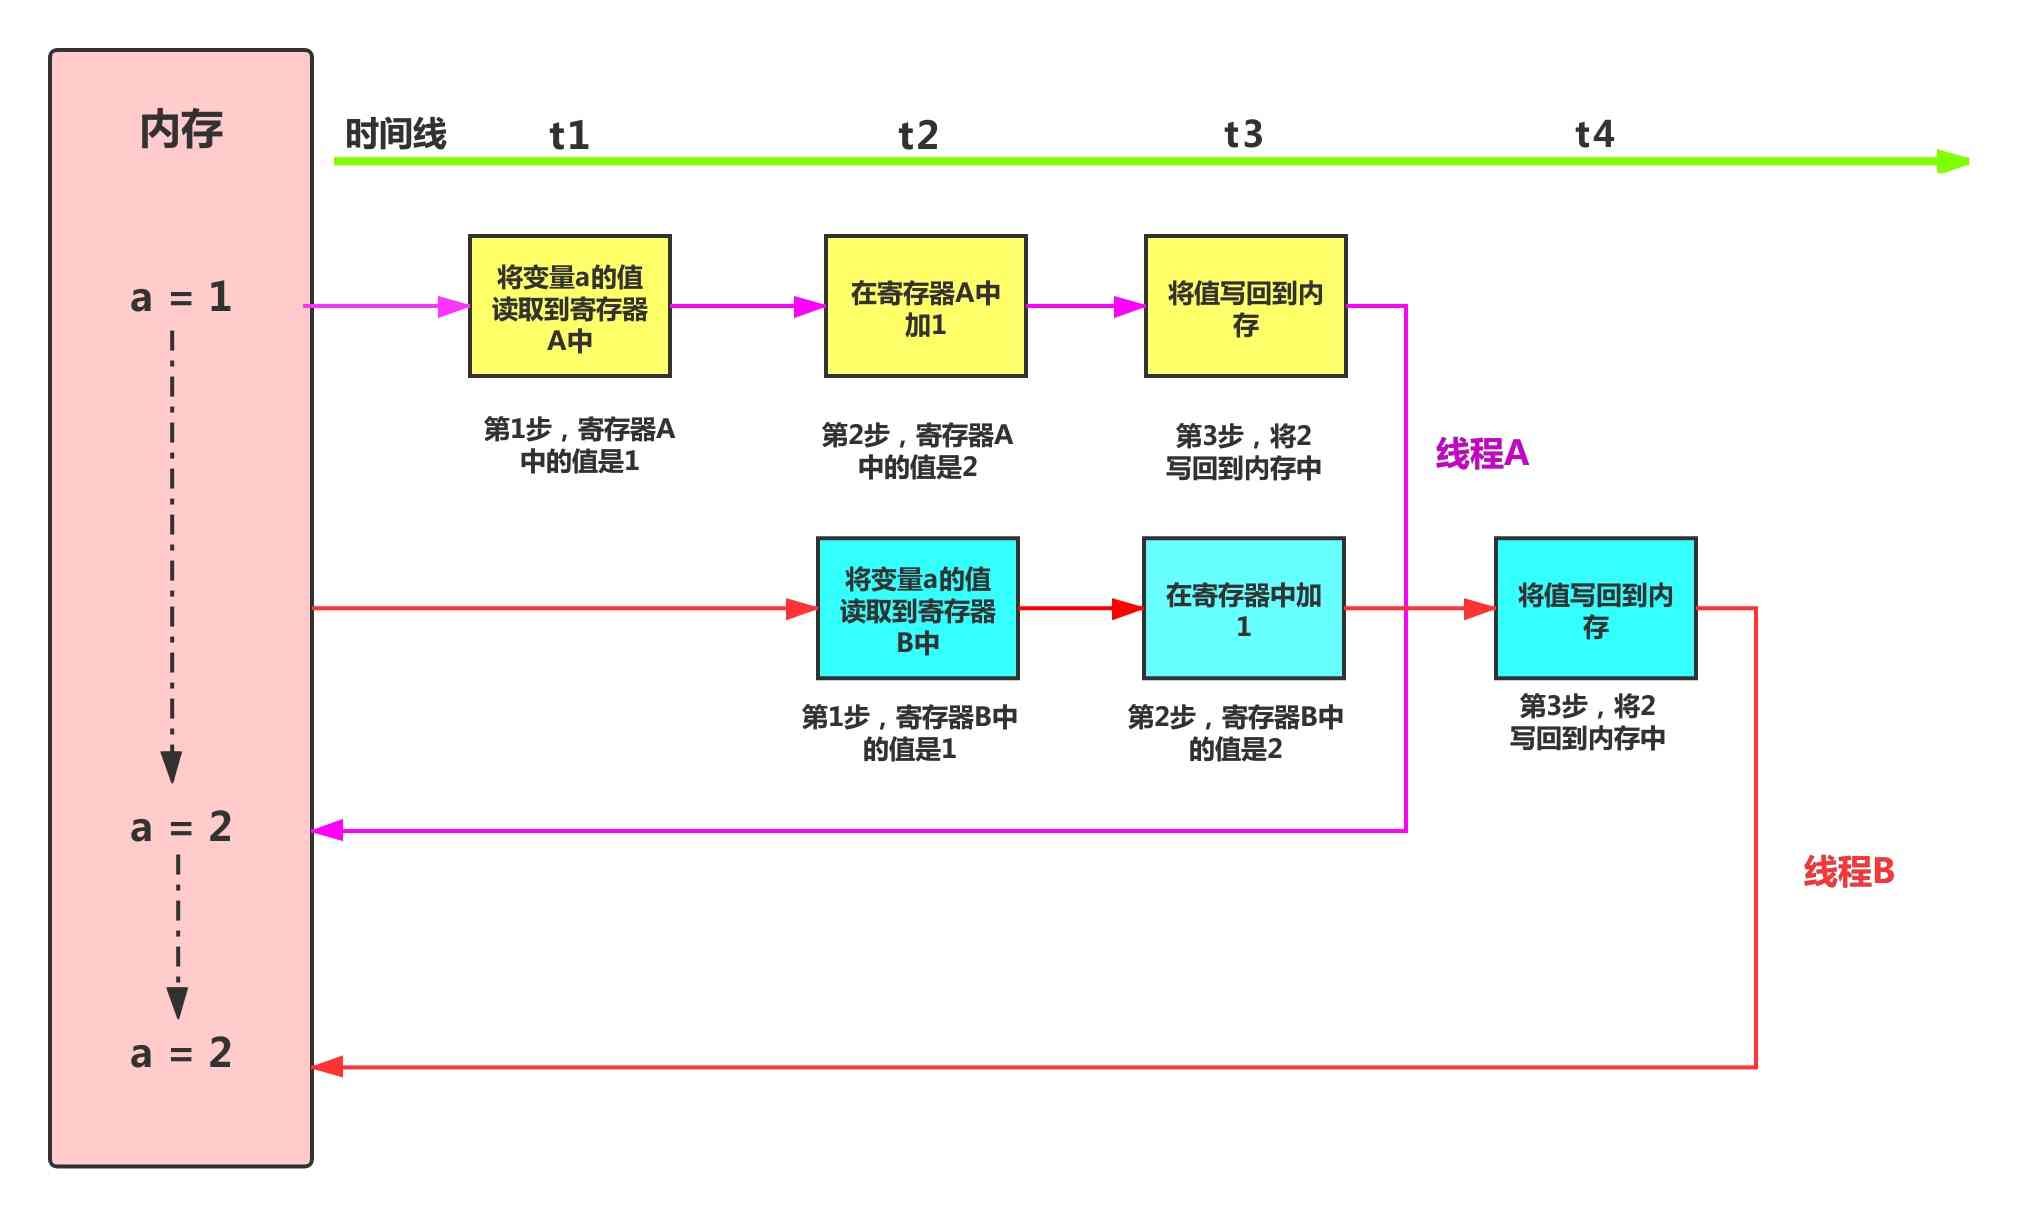 内存
时间线
t1
t2
t3
t4
a = 1
将变量a的值
读取到寄存器
A中
在寄存器A中
加1
将值写回到内
存
第1步，寄存器A
中的值是1
第2步，寄存器A
中的值是2
第3步，将2
写回到内存中
线程A
将变量a的值
读取到寄存器
B中
在寄存器中加
1
将值写回到内
存
第1步，寄存器B中
的值是1
第2步，寄存器B中
的值是2
第3步，将2
写回到内存中
a = 2
线程B
a = 2